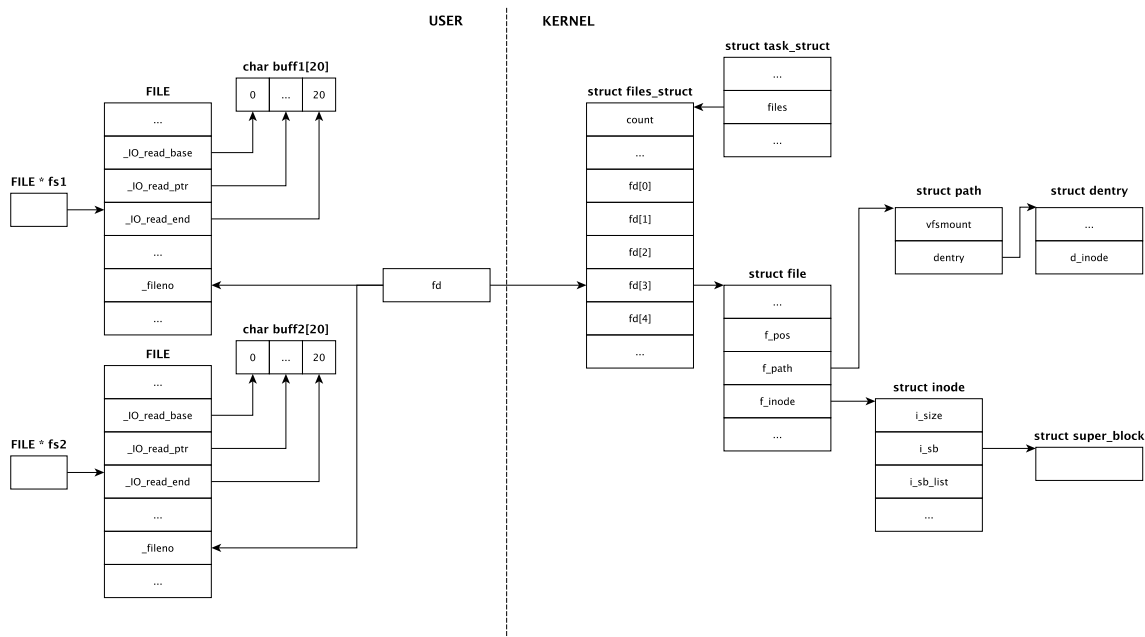 USER
KERNEL
FILE * fs1
FILE
...
_IO_read_base
_IO_read_ptr
_IO_read_end
...
_fileno
...
char buff1[20]
0 ... 20
FILE * fs2
FILE
...
_IO_read_base
_IO_read_ptr
_IO_read_end
...
_fileno
...
char buff2[20]
0 ... 20
fd
struct files_struct
count
...
fd[0]
fd[1]
fd[2]
fd[3]
fd[4]
...
struct task_struct
...
files
...
struct file
...
f_pos
f_path
f_inode
...
struct path
vfsmount
dentry
struct dentry
...
d_inode
struct inode
i_size
i_sb
i_sb_list
...
struct super_block